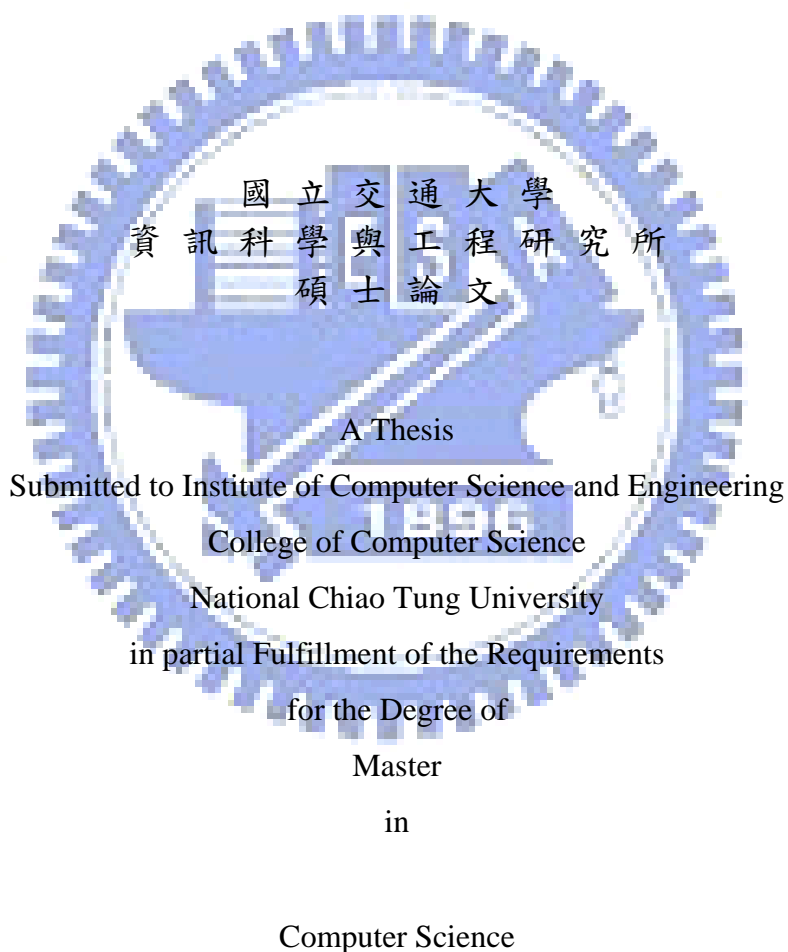 國 立 交 通 大 學
資 訊 科 學 與 工 程 研 究 所
碩 士 論 文
A Thesis
Submitted to Institute of Computer Science and Engineering
College of Computer Science
National Chiao Tung University
in partial Fulfillment of the Requirements
for the Degree of
Master
in
Computer Science
1896